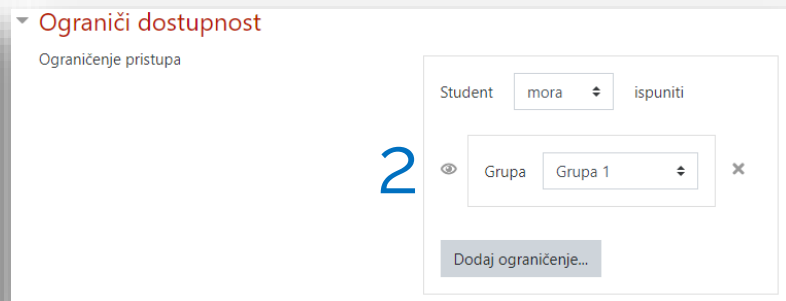 Ograniči dostupnost
Ograničenje pristupa
Student mora ispuniti
2
Grupa Grupa 1
Dodaj ograničenje...